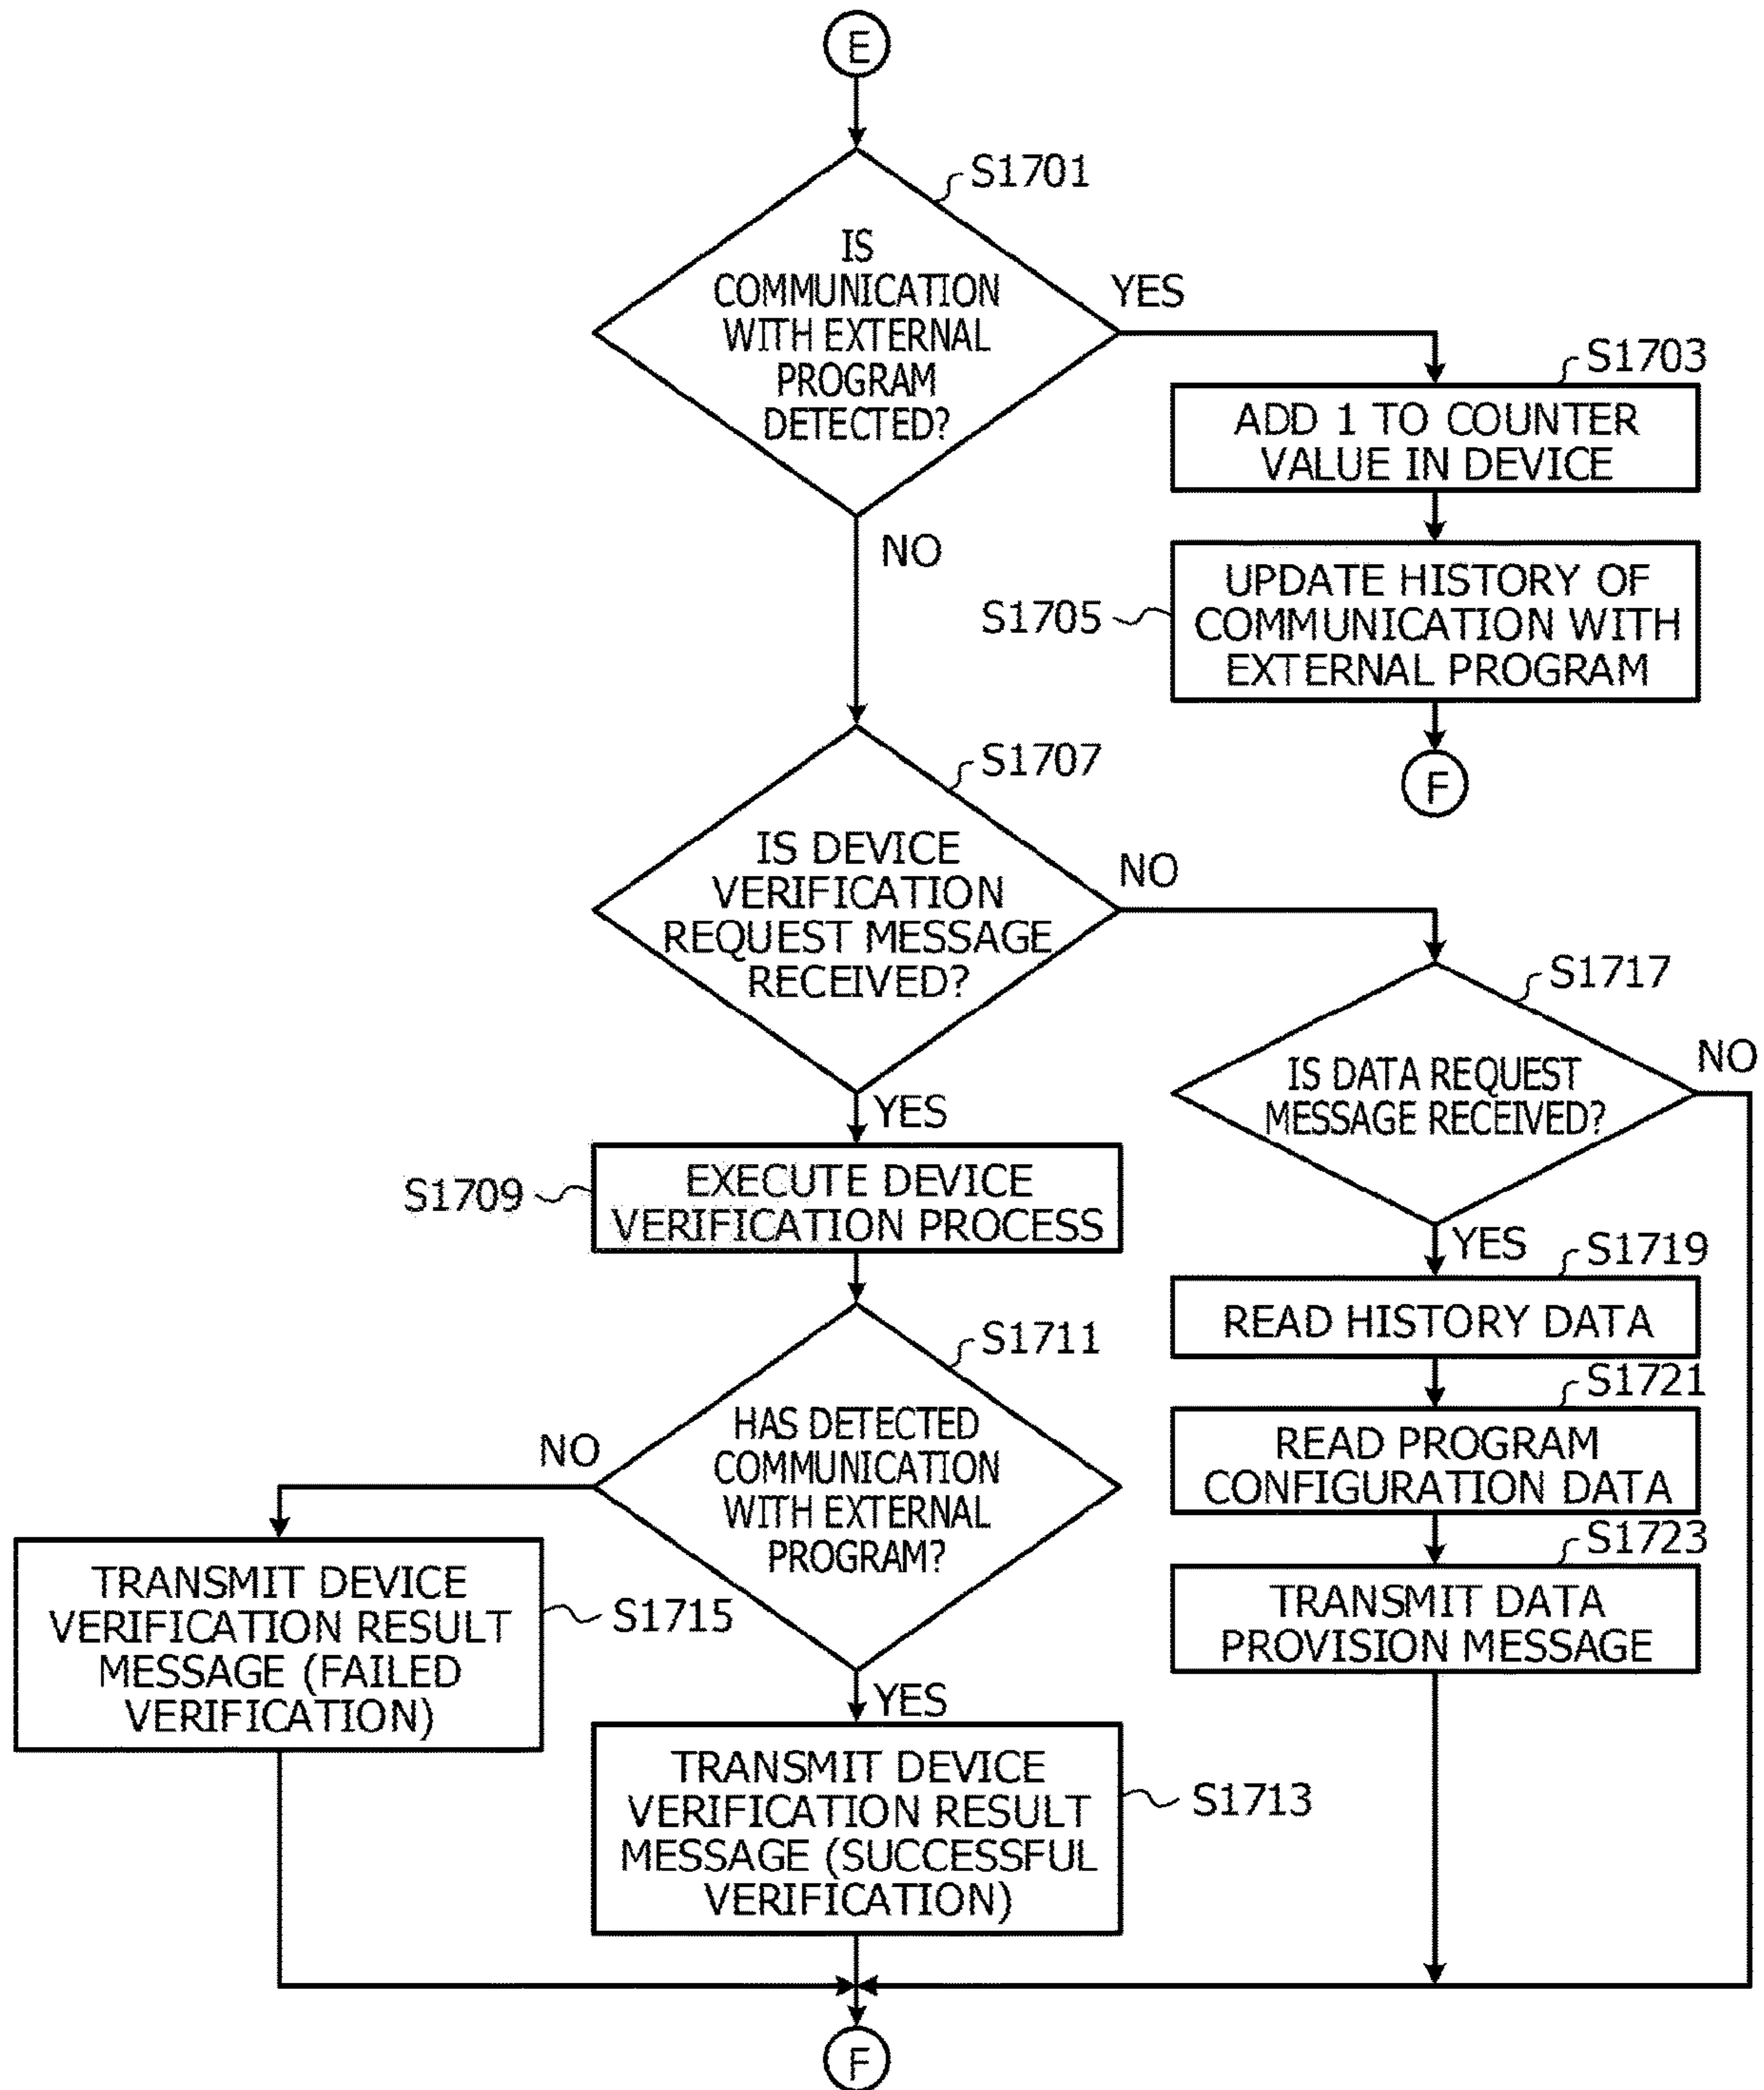 E
S1701
IS
COMMUNICATION
WITH EXTERNAL
PROGRAM
DETECTED?
YES
NO
S1703
ADD 1 TO COUNTER
VALUE IN DEVICE
S1705
UPDATE HISTORY OF
COMMUNICATION WITH
EXTERNAL PROGRAM
F
S1707
IS DEVICE
VERIFICATION
REQUEST MESSAGE
RECEIVED?
NO
YES
S1717
IS DATA REQUEST
MESSAGE RECEIVED?
NO
YES
S1709
EXECUTE DEVICE
VERIFICATION PROCESS
S1719
READ HISTORY DATA
S1711
HAS DETECTED
COMMUNICATION
WITH EXTERNAL
PROGRAM?
NO
YES
S1721
READ PROGRAM
CONFIGURATION DATA
S1723
TRANSMIT DATA
PROVISION MESSAGE
TRANSMIT DEVICE
VERIFICATION RESULT
MESSAGE (FAILED
VERIFICATION)
S1715
TRANSMIT DEVICE
VERIFICATION RESULT
MESSAGE (SUCCESSFUL
VERIFICATION)
S1713
F